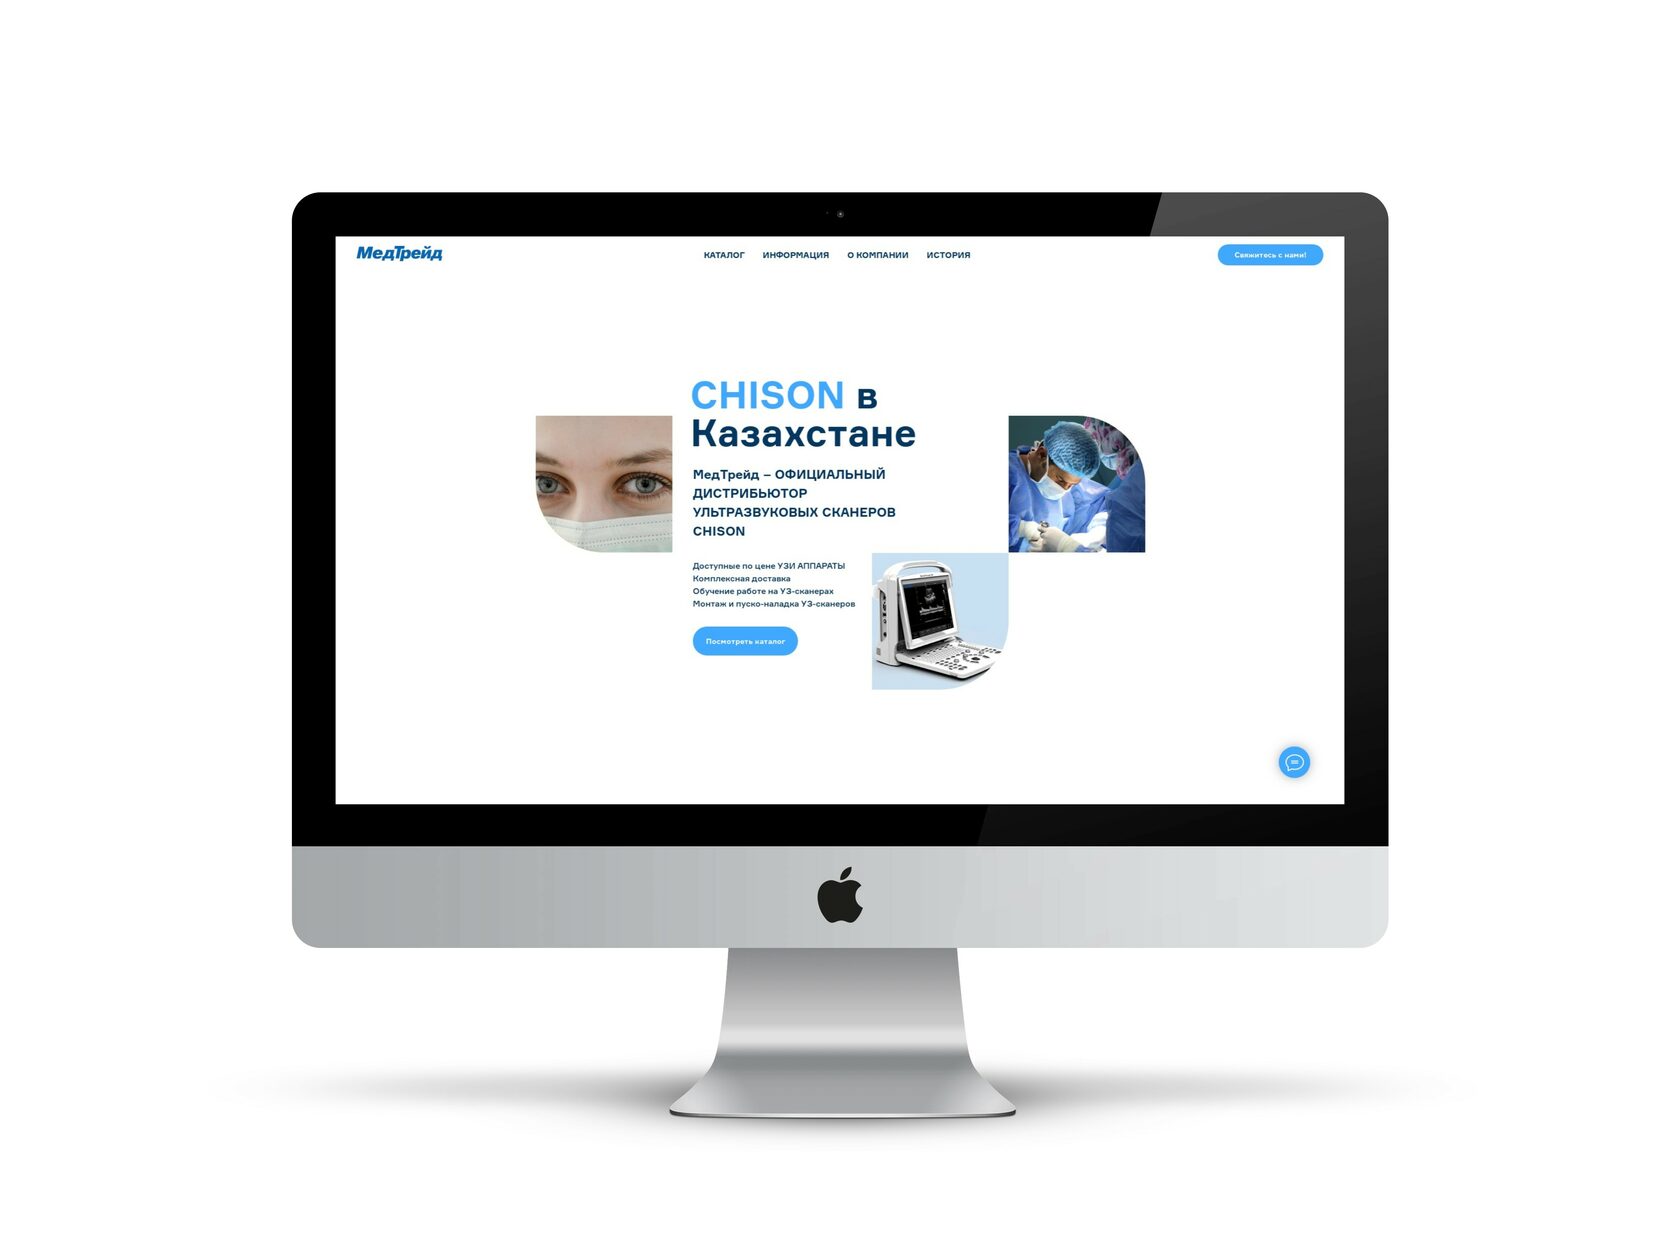 МедТрейд
КАТАЛОГ ИНФОРМАЦИЯ О КОМПАНИИ ИСТОРИЯ
Свяжитесь с нами!
CHISON в
Казахстане
МедТрейд – ОФИЦИАЛЬНЫЙ
ДИСТРИБЬЮТОР
УЛЬТРАЗВУКОВЫХ СКАНЕРОВ
CHISON
Доступные по цене УЗИ АППАРАТЫ
Комплексная доставка
Обучение работе на УЗ-сканерах
Монтаж и пуско-наладка УЗ-сканеров
Посмотреть каталог